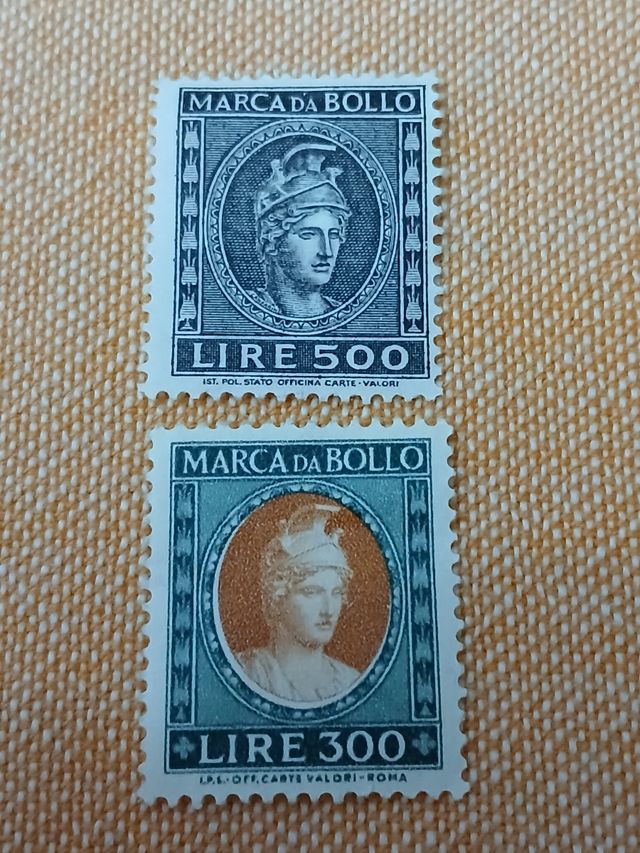 MARCA DA BOLLO
LIRE 500
IST. POL. STATO OFFICINA CARTE-VALORI
MARCA DA BOLLO
LIRE 300
I.P.S.-OFF.CARTE VALORI-ROMA